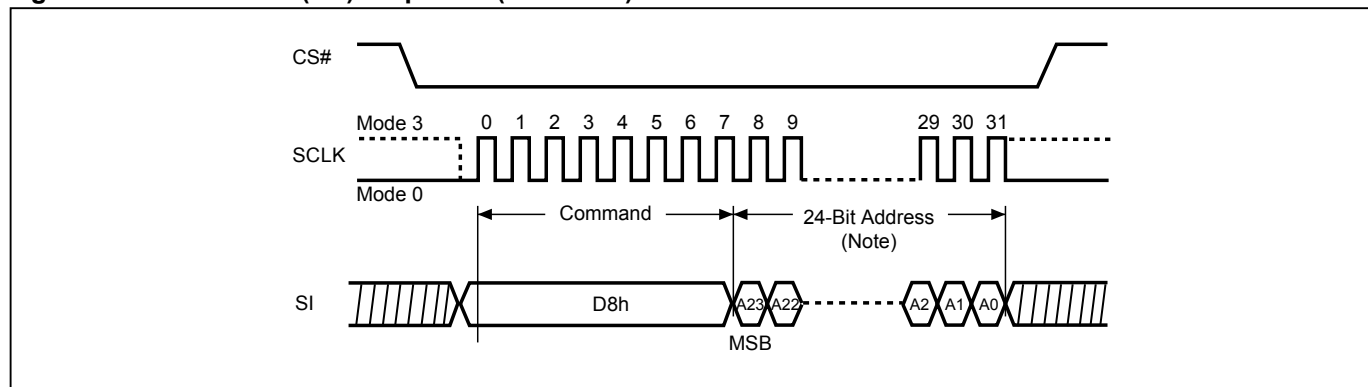 CS#
Mode 3
0 1 2 3 4 5 6 7 8 9 29 30 31
SCLK
Mode 0
Command
24-Bit Address
(Note)
SI
D8h
A23 A22 A2 A1 A0
MSB